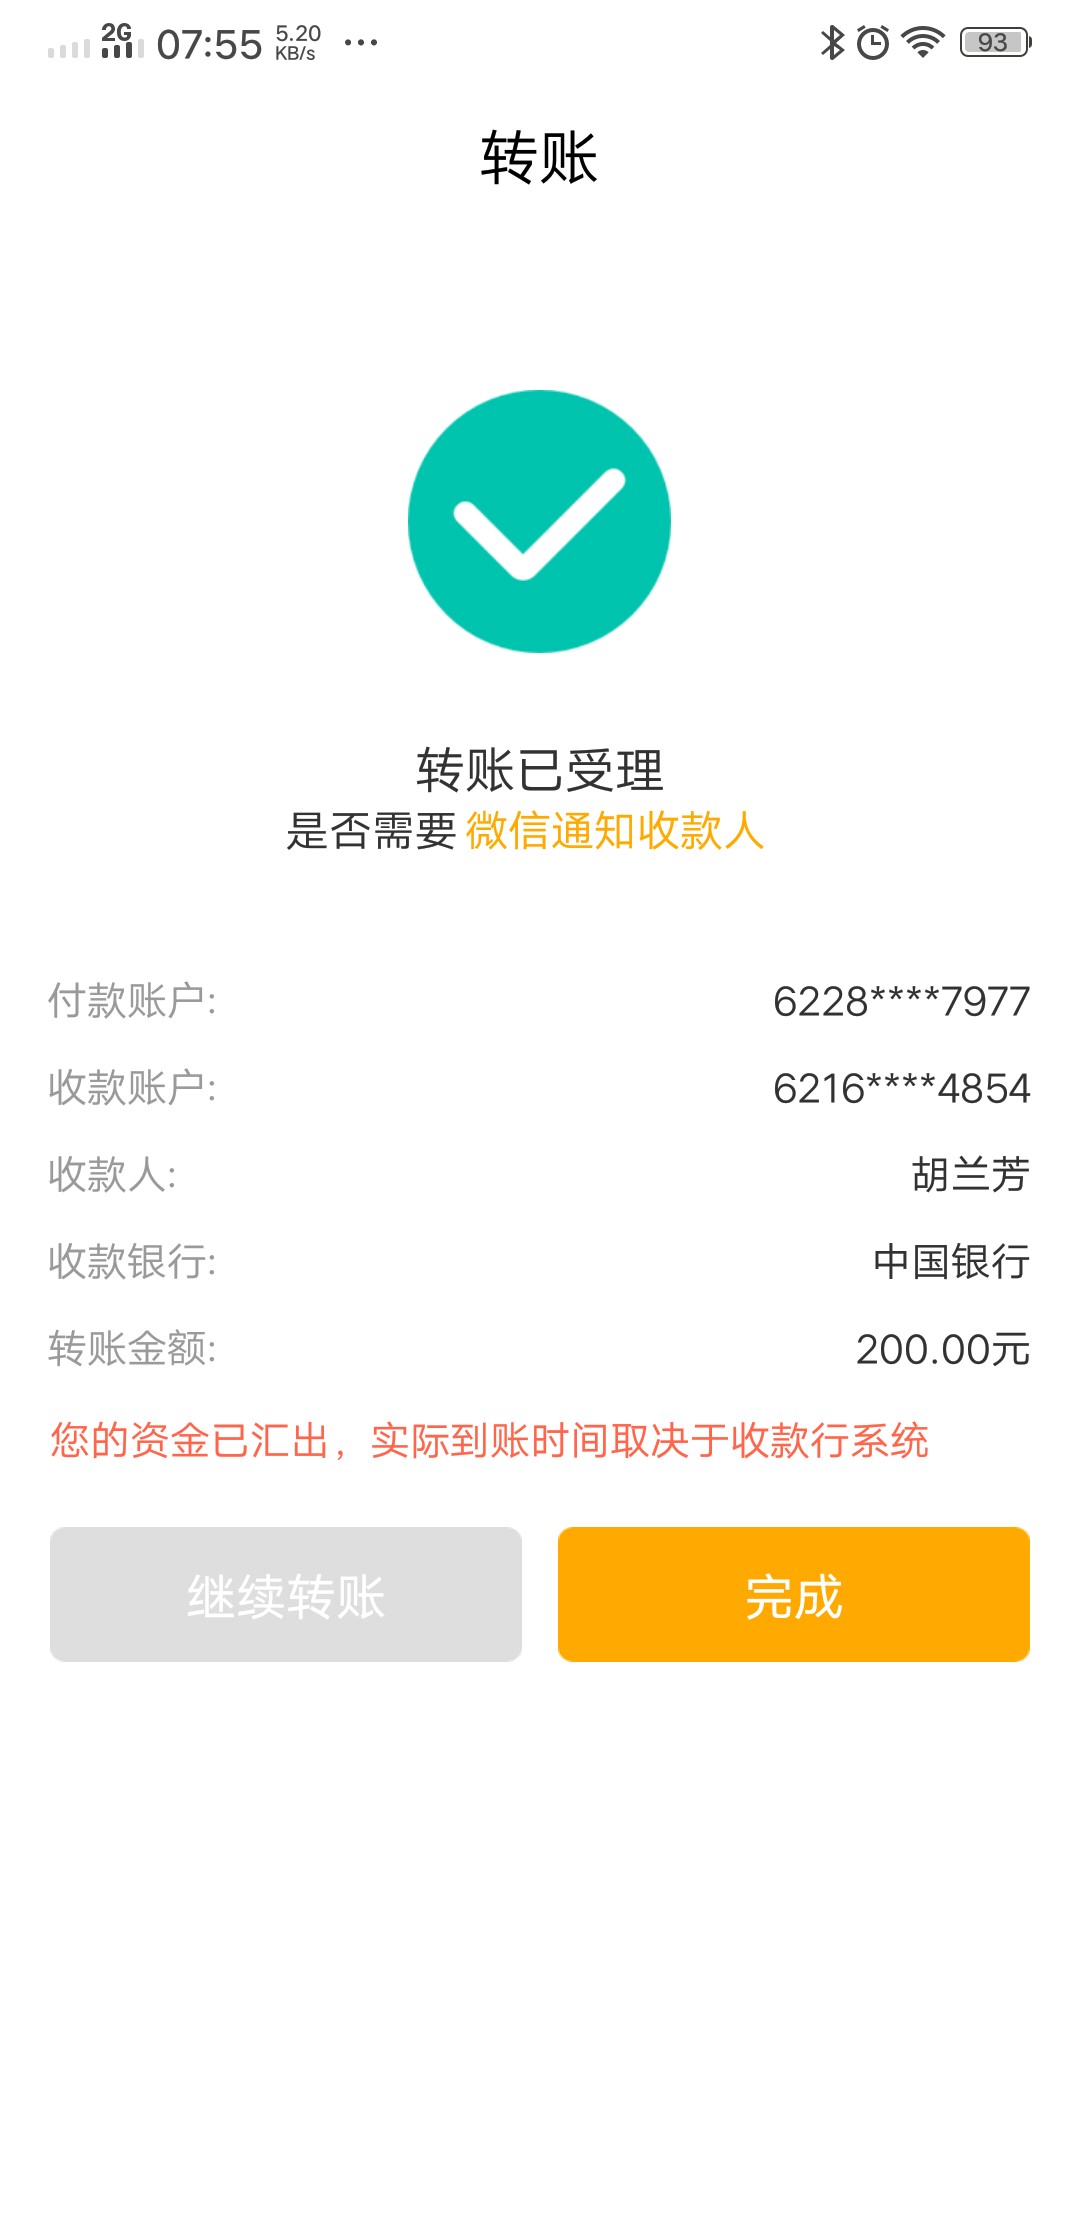 2G 07:55 5.20 KB/s ... 93
转账
转账已受理
是否需要 微信通知收款人
付款账户: 6228****7977
收款账户: 6216****4854
收款人: 胡兰芳
收款银行: 中国银行
转账金额: 200.00元
您的资金已汇出，实际到账时间取决于收款行系统
继续转账 完成